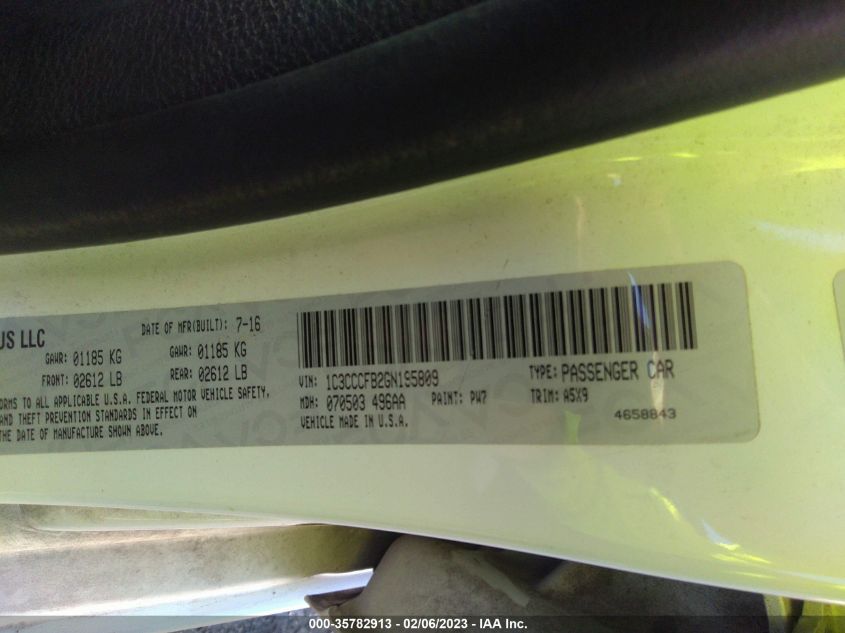 US LLC
DATE OF MFR(BUILT): 7-16
GAWR: 01185 KG GAWR: 01185 KG
FRONT: 02612 LB REAR: 02612 LB
ORMS TO ALL APPLICABLE U.S.A. FEDERAL MOTOR VEHICLE SAFETY,
AND THEFT PREVENTION STANDARDS IN EFFECT ON
THE DATE OF MANUFACTURE SHOWN ABOVE.
VIN: 1C3CCCFB2GN195809 TYPE: PASSENGER CAR
MDH: 070503 496AA PAINT: PW7 TRIM: A5X9
VEHICLE MADE IN U.S.A. 4658843
000-35782913 - 02/06/2023 - IAA Inc.